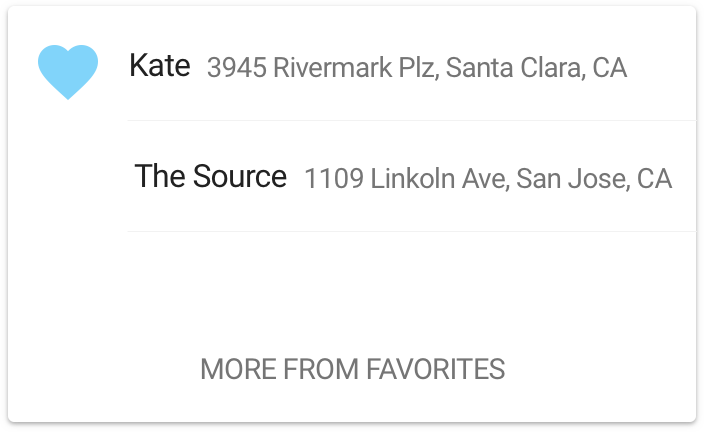 Kate 3945 Rivermark Plz, Santa Clara, CA
The Source 1109 Linkoln Ave, San Jose, CA
MORE FROM FAVORITES